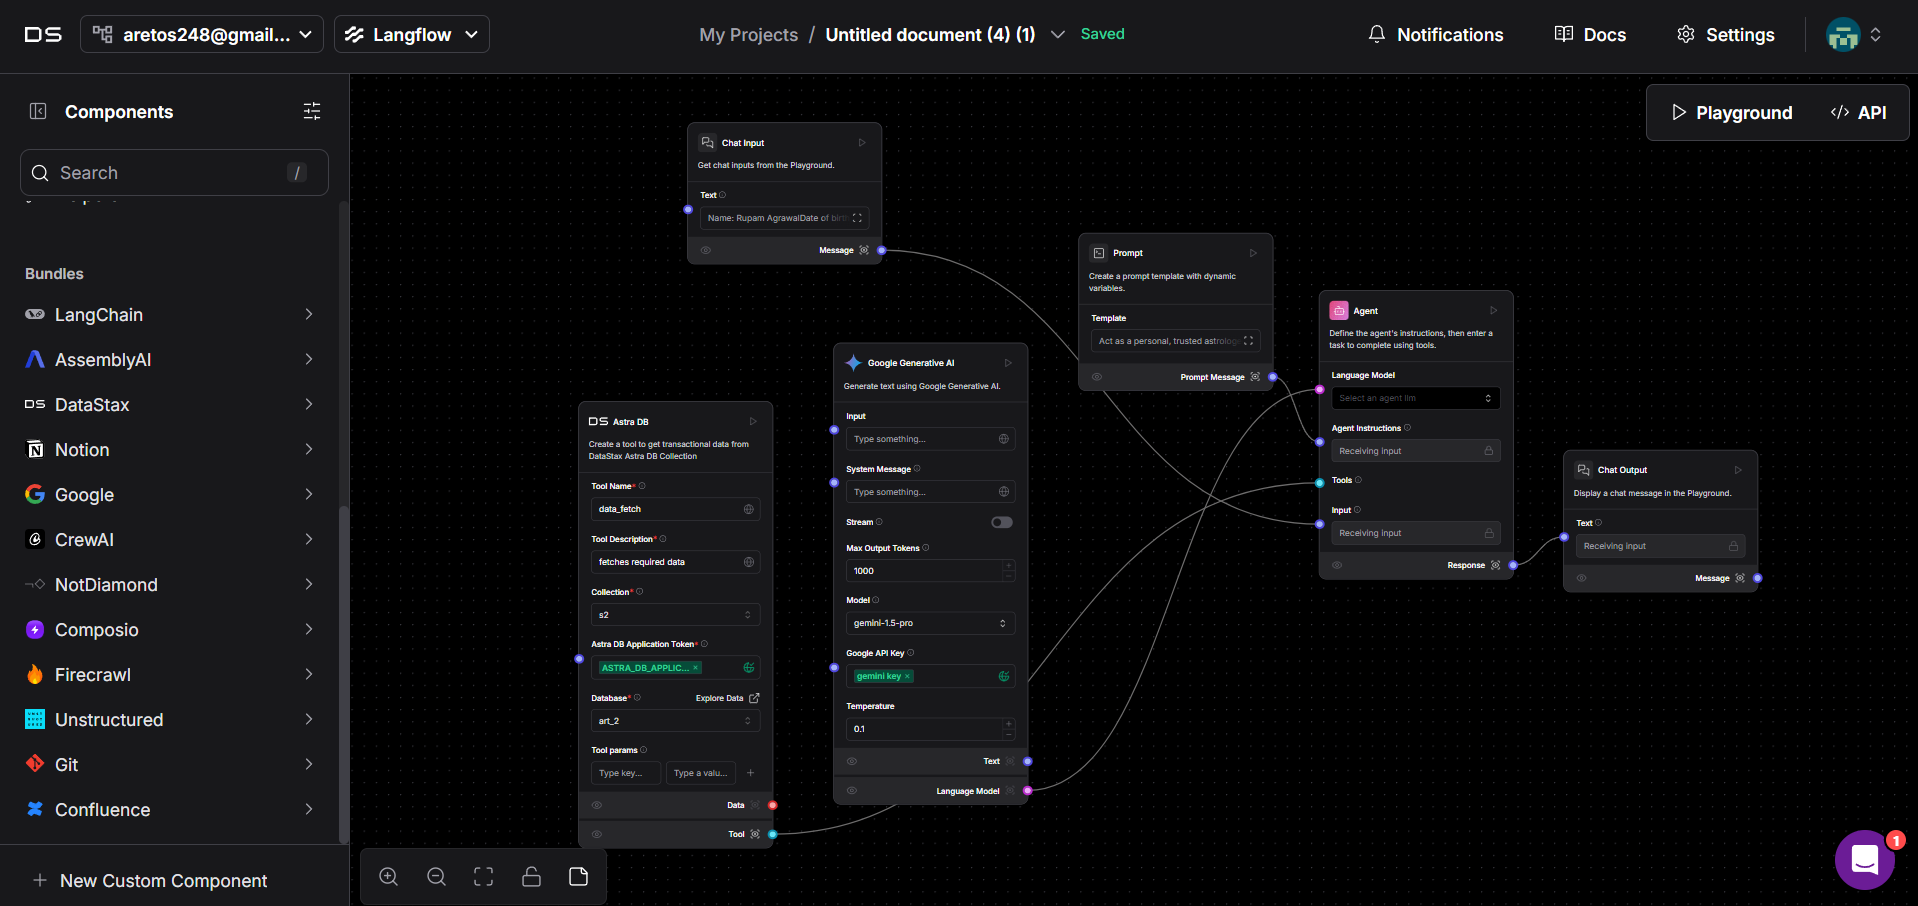 DS
aretos248@gmail...
Langflow
My Projects / Untitled document (4) (1)
Saved
Notifications
Docs
Settings
Components
Search
/
Bundles
LangChain
AssemblyAI
DS DataStax
Notion
Google
CrewAI
NotDiamond
Composio
Firecrawl
Unstructured
Git
Confluence
+ New Custom Component
Playground
</> API
Chat Input
Get chat inputs from the Playground.
Text
Name: Rupam AgrawalDate of birth
Message
DS Astra DB
Create a tool to get transactional data from
DataStax Astra DB Collection
Tool Name*
data_fetch
Tool Description*
fetches required data
Collection*
s2
Astra DB Application Token*
ASTRA_DB_APPLIC... ×
Database*
Explore Data
art_2
Tool params
Type key...
Type a valu...
+
Data
Tool
Google Generative AI
Generate text using Google Generative AI.
Input
Type something...
System Message
Type something...
Stream
Max Output Tokens
1000
Model
gemini-1.5-pro
Google API Key
gemini key ×
Temperature
0.1
Text
Language Model
Prompt
Create a prompt template with dynamic
variables.
Template
Act as a personal, trusted astrolog
Prompt Message
Agent
Define the agent's instructions, then enter a
task to complete using tools.
Language Model
Select an agent llm
Agent Instructions
Receiving input
Tools
Input
Receiving input
Response
Chat Output
Display a chat message in the Playground.
Text
Receiving input
Message
1